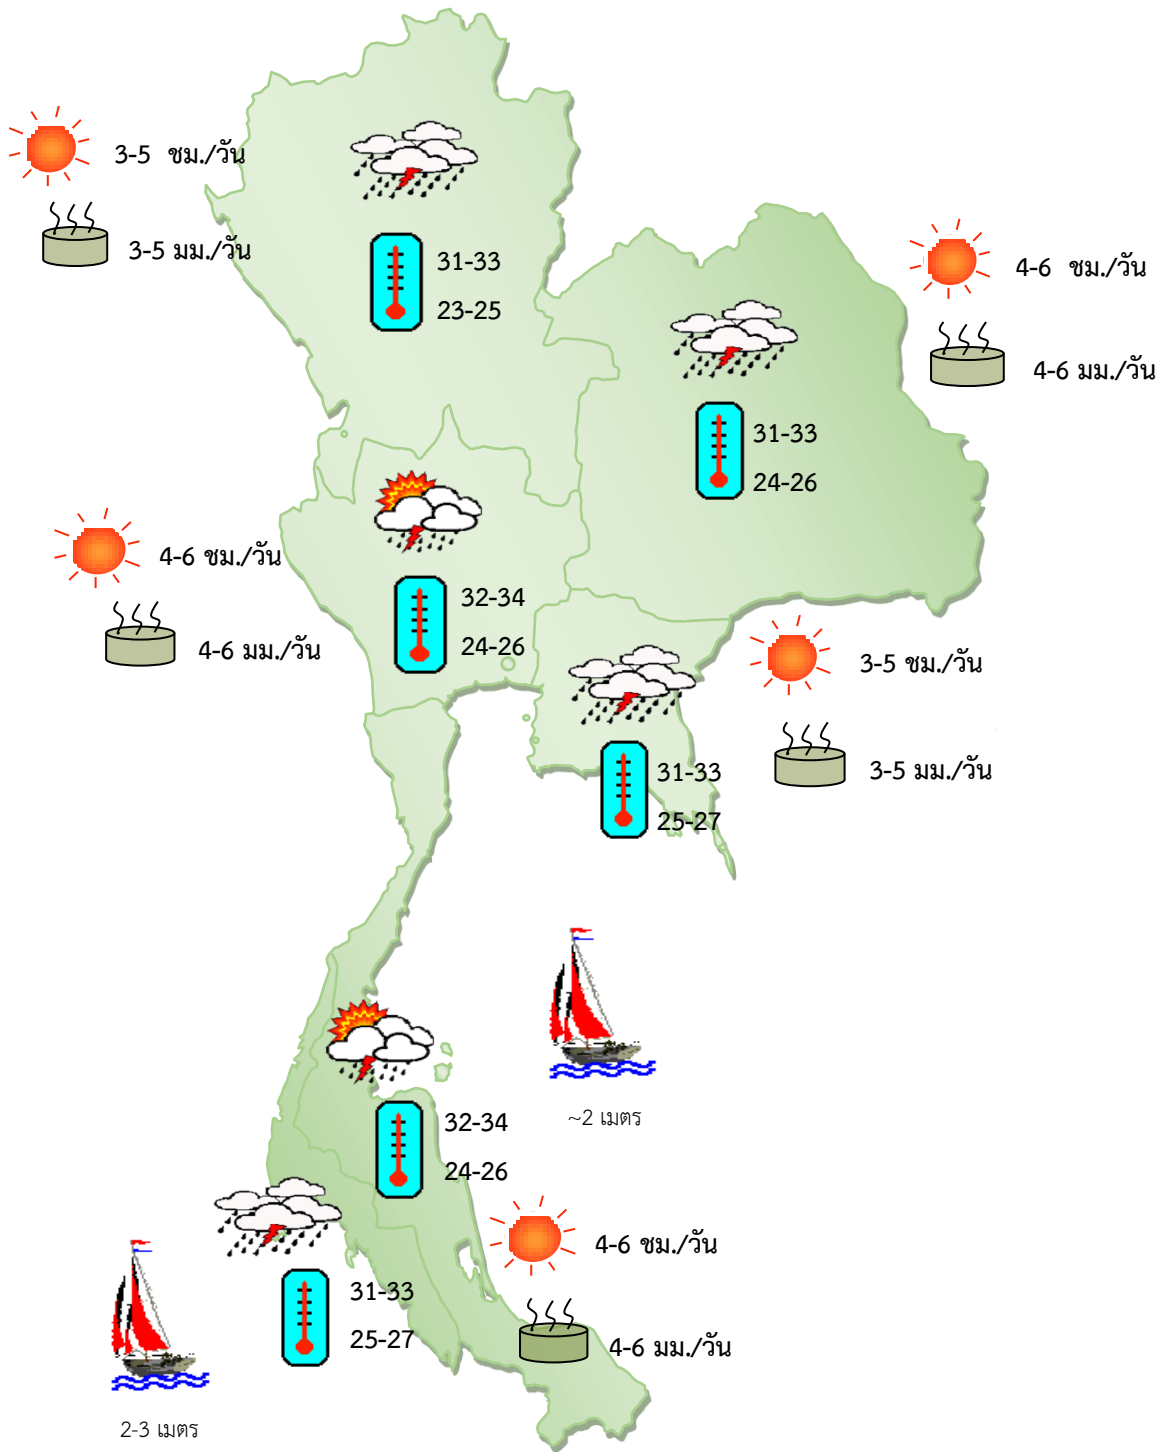 3-5 ชม./วัน
3-5 มม./วัน
31-33
23-25
4-6 ชม./วัน
4-6 มม./วัน
31-33
24-26
4-6 ชม./วัน
4-6 มม./วัน
32-34
24-26
3-5 ชม./วัน
3-5 มม./วัน
31-33
25-27
~2 เมตร
32-34
24-26
4-6 ชม./วัน
4-6 มม./วัน
31-33
25-27
2-3 เมตร